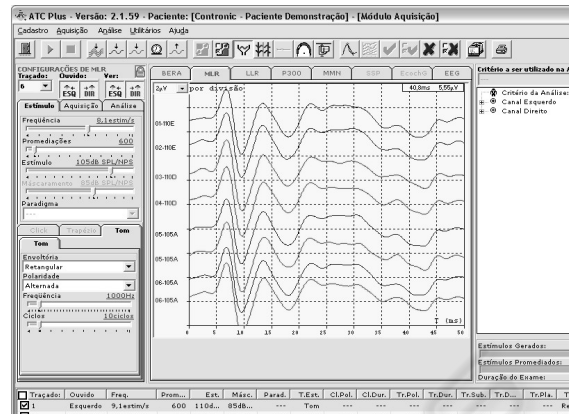 ATC Plus - Versão: 2.1.59 - Paciente: [Contronic - Paciente Demonstração] - [Módulo Aquisição]
Cadastro Aquisição Análise Utilitários Ajuda
CONFIGURAÇÕES DE MLR
Traçado: Ouvido: Ver:
6 ESQ DIR ESQ DIR
Estímulo Aquisição Análise
Freqüência 8,1estim/s
Promediações 600
Estímulo 105dB SPL/NPS
Mascaramento 85dB SPL/NPS
Paradigma
---
Click Trapézio Tom
Tom
Envoltória
Retangular
Polaridade
Alternada
Freqüência 1000Hz
Ciclos 10ciclos
BERA MLR LLR P300 MMN SSP EcochG EEG
2µV por divisão 40,8ms 5,55µV
01-110E
02-110E
03-110D
04-110D
05-105A
05-105A
06-105A
06-105A
0 5 10 15 20 25 30 35 40 45 50
T (ms)
Critério a ser utilizado na A
Critério da Análise:
Canal Esquerdo
Canal Direito
Estímulos Gerados:
Estímulos Promediados:
Duração do Exame:
Traçado: Ouvido Freq. Prom... Est. Másc. Parad. T.Est. Cl.Pol. Cl.Dur. Tr.Pol. Tr.Dur. Tr.Sub. Tr.D... Tr.Pla. T
1 Esquerdo 9,1estim/s 600 110d... 85dB... --- Tom --- --- --- --- --- --- --- Re